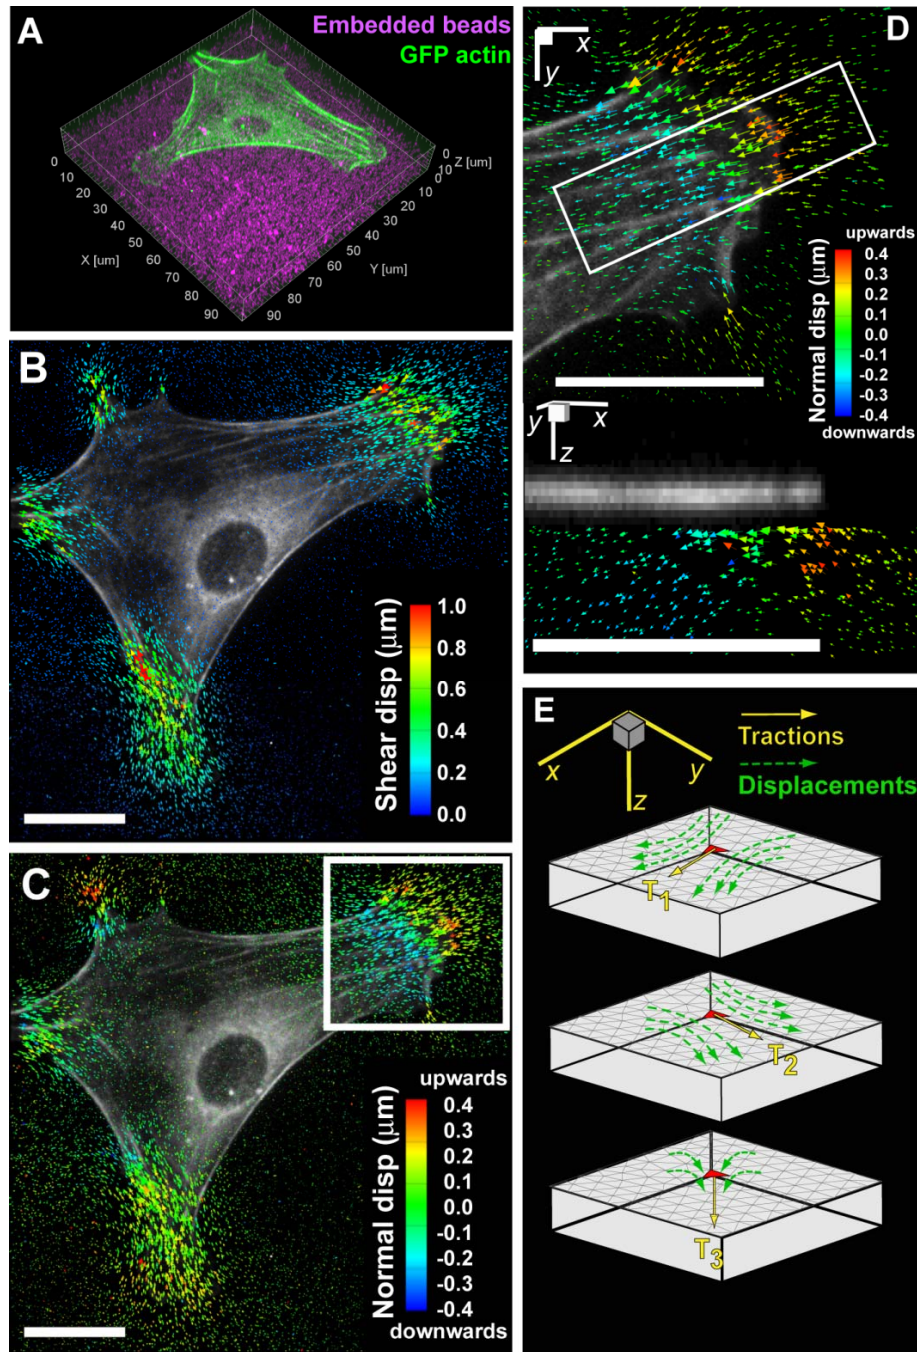 A
Embedded beads
GFP actin
0
10
20
30
40
50
60
70
80
90
X [um]
90
80
70
60
50
40
30
20
10
0
Y [um]
0
10
Z [um]
B
Shear disp (μm)
1.0
0.8
0.6
0.4
0.2
0.0
C
upwards
Normal disp (μm)
0.4
0.3
0.2
0.1
0.0
-0.1
-0.2
-0.3
-0.4
downwards
D
x
y
upwards
Normal disp (μm)
0.4
0.3
0.2
0.1
0.0
-0.1
-0.2
-0.3
-0.4
downwards
y
x
z
E
x
y
z
Tractions
Displacements
T1
T2
T3